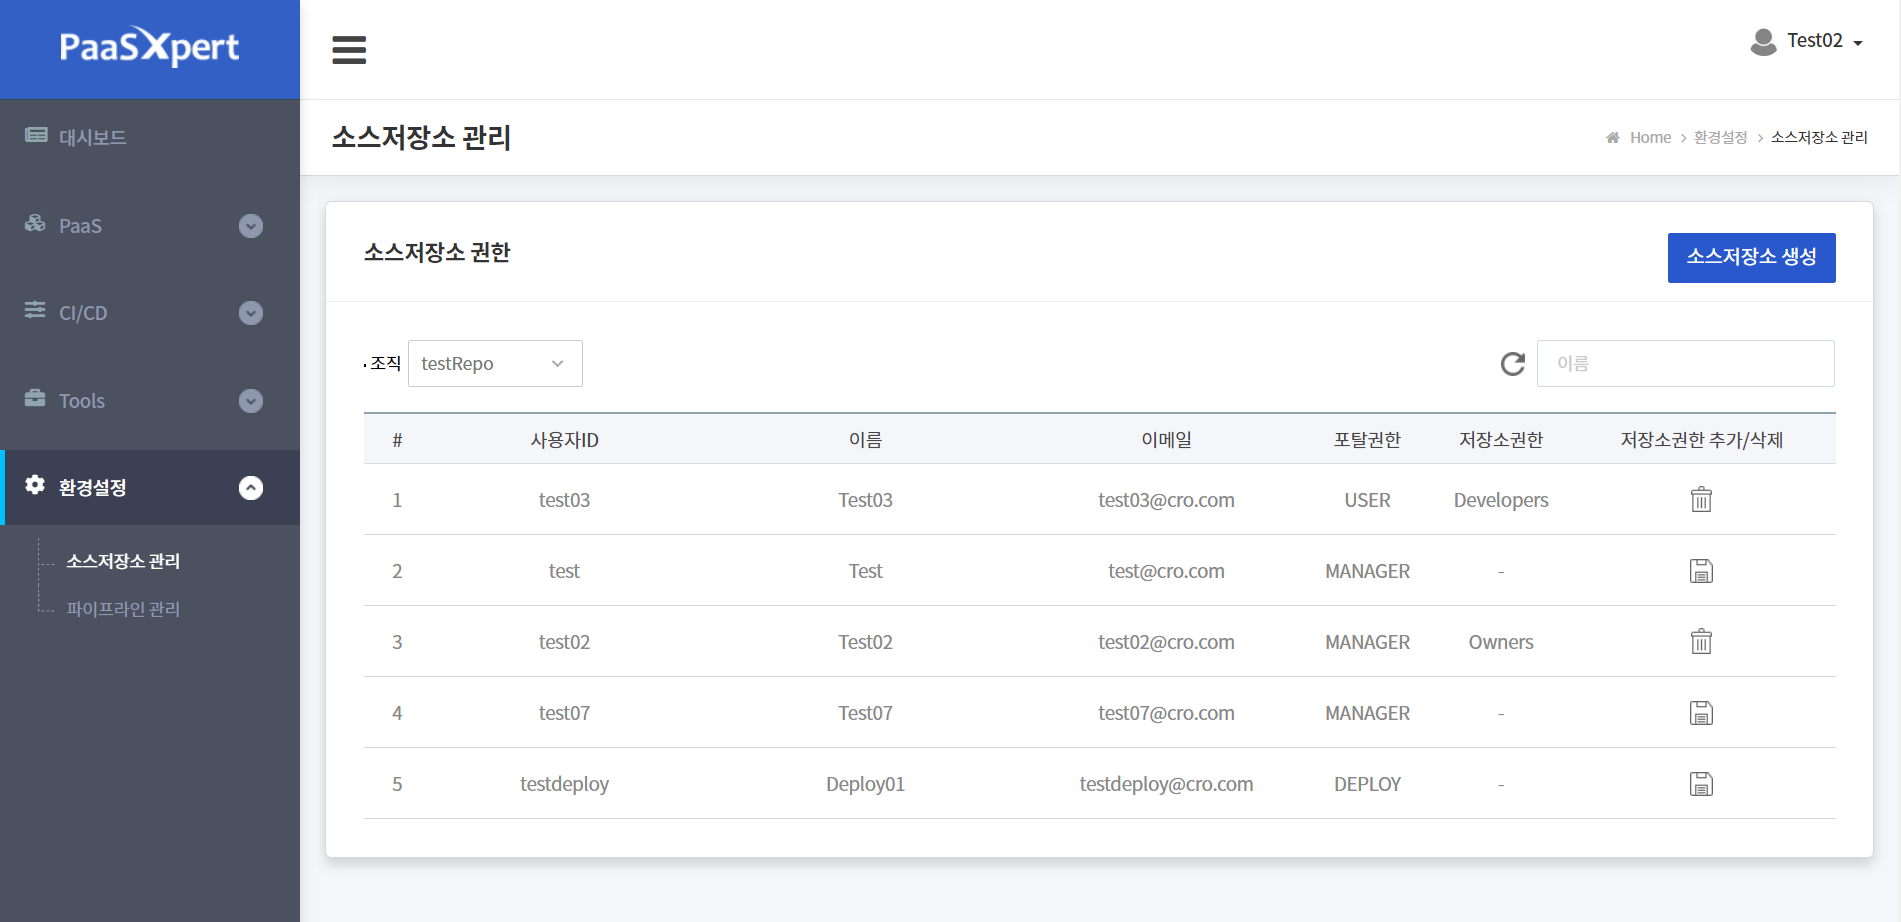 PaaSXpert
Test02
대시보드
PaaS
CI/CD
Tools
환경설정
소스저장소 관리
파이프라인 관리
소스저장소 관리
Home > 환경설정 > 소스저장소 관리
소스저장소 권한
소스저장소 생성
· 조직 testRepo
이름
# 사용자ID 이름 이메일 포탈권한 저장소권한 저장소권한 추가/삭제
1 test03 Test03 test03@cro.com USER Developers
2 test Test test@cro.com MANAGER -
3 test02 Test02 test02@cro.com MANAGER Owners
4 test07 Test07 test07@cro.com MANAGER -
5 testdeploy Deploy01 testdeploy@cro.com DEPLOY -